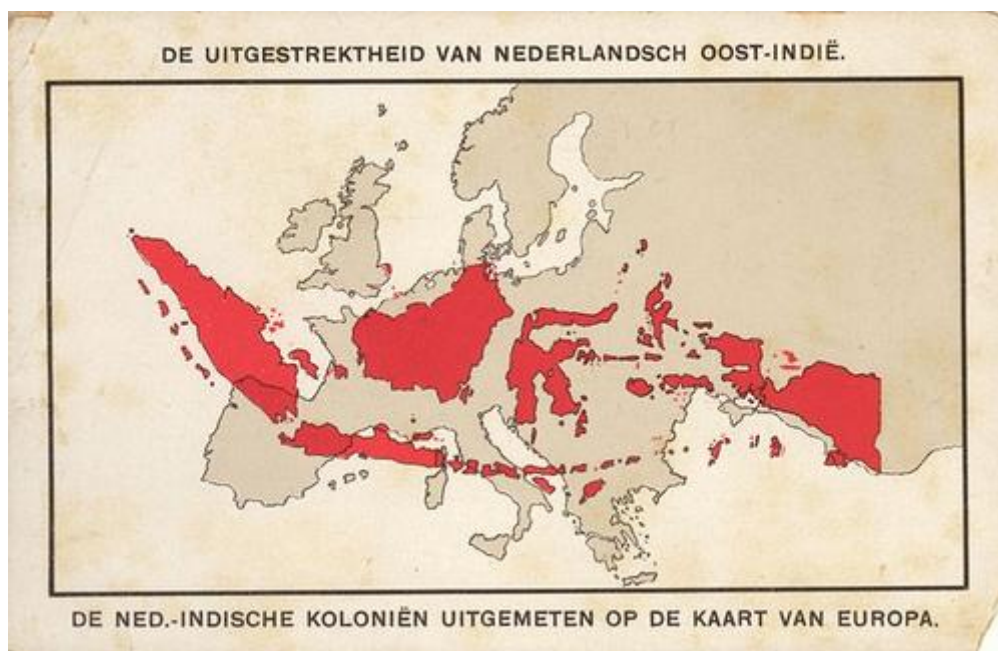 DE UITGESTREKTHEID VAN NEDERLANDSCH OOST-INDIË.
DE NED.-INDISCHE KOLONIËN UITGEMETEN OP DE KAART VAN EUROPA.